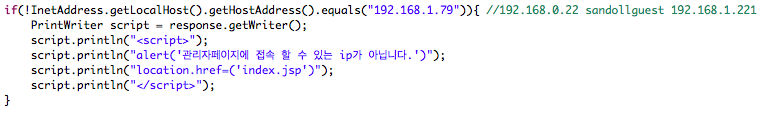 if(!InetAddress.getLocalHost().getHostAddress().equals("192.168.1.79")){ //192.168.0.22 sandollguest 192.168.1.221
    PrintWriter script = response.getWriter();
    script.println("<script>");
    script.println("alert('관리자페이지에 접속 할 수 있는 ip가 아닙니다.')");
    script.println("location.href=('index.jsp')");
    script.println("</script>");
}